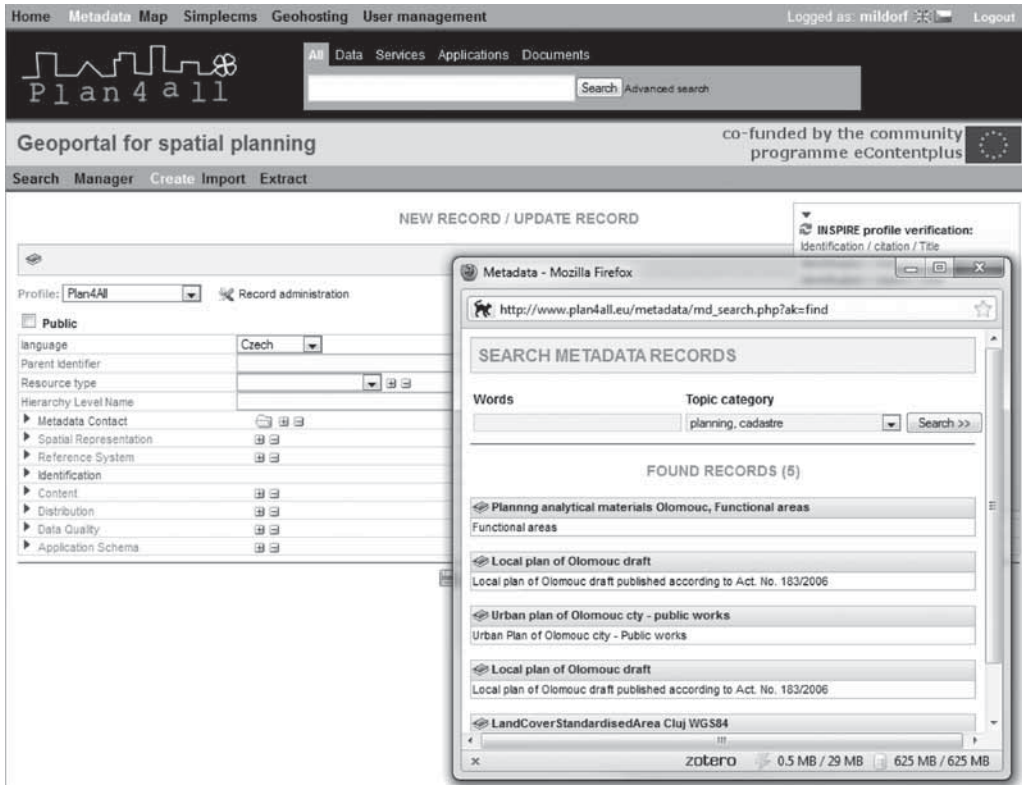 Home Metadata Map Simplecms Geohosting User management Logged as: mildorf Logout
All Data Services Applications Documents
Plan4all
Search Advanced search
Geoportal for spatial planning
co-funded by the community
programme eContentplus
Search Manager Create Import Extract
NEW RECORD / UPDATE RECORD
INSPIRE profile verification:
Identification / citation / Title
Profile: Plan4All Record administration
Public
language Czech
Parent Identifier
Resource type
Hierarchy Level Name
Metadata Contact
Spatial Representation
Reference System
Identification
Content
Distribution
Data Quality
Application Schema
Metadata - Mozilla Firefox
http://www.plan4all.eu/metadata/md_search.php?ak=find
SEARCH METADATA RECORDS
Words Topic category
planning, cadastre Search >>
FOUND RECORDS (5)
Plannng analytical materials Olomouc, Functional areas
Functional areas
Local plan of Olomouc draft
Local plan of Olomouc draft published according to Act. No. 183/2006
Urban plan of Olomouc cty - public works
Urban Plan of Olomouc city - Public works
Local plan of Olomouc draft
Local plan of Olomouc draft published according to Act. No. 183/2006
LandCoverStandardisedArea Cluj WGS84
zotero 0.5 MB / 29 MB 625 MB / 625 MB